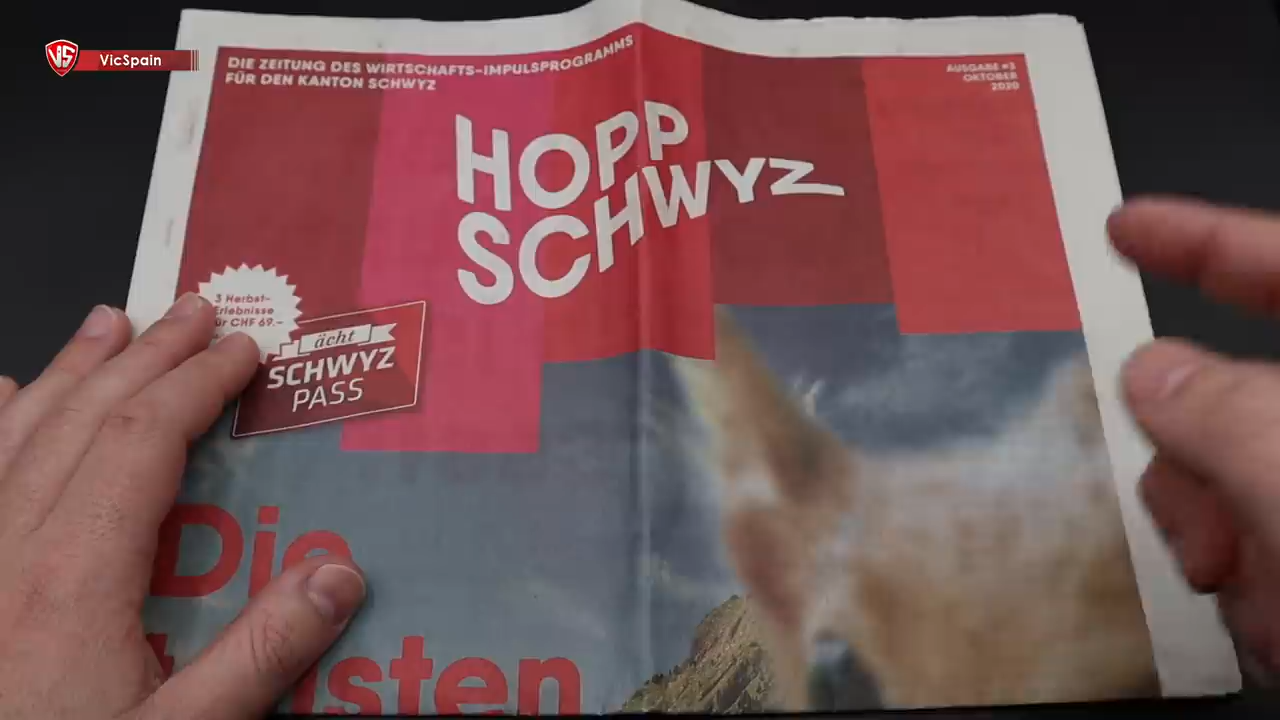 VicSpain
DIE ZEITUNG DES WIRTSCHAFTS-IMPULSPROGRAMMS
FÜR DEN KANTON SCHWYZ
AUSGABE #3
OKTOBER
2020
HOPP
SCHWYZ
3 Herbst-
Erlebnisse
für CHF 69.–
ächt
SCHWYZ
PASS
Die